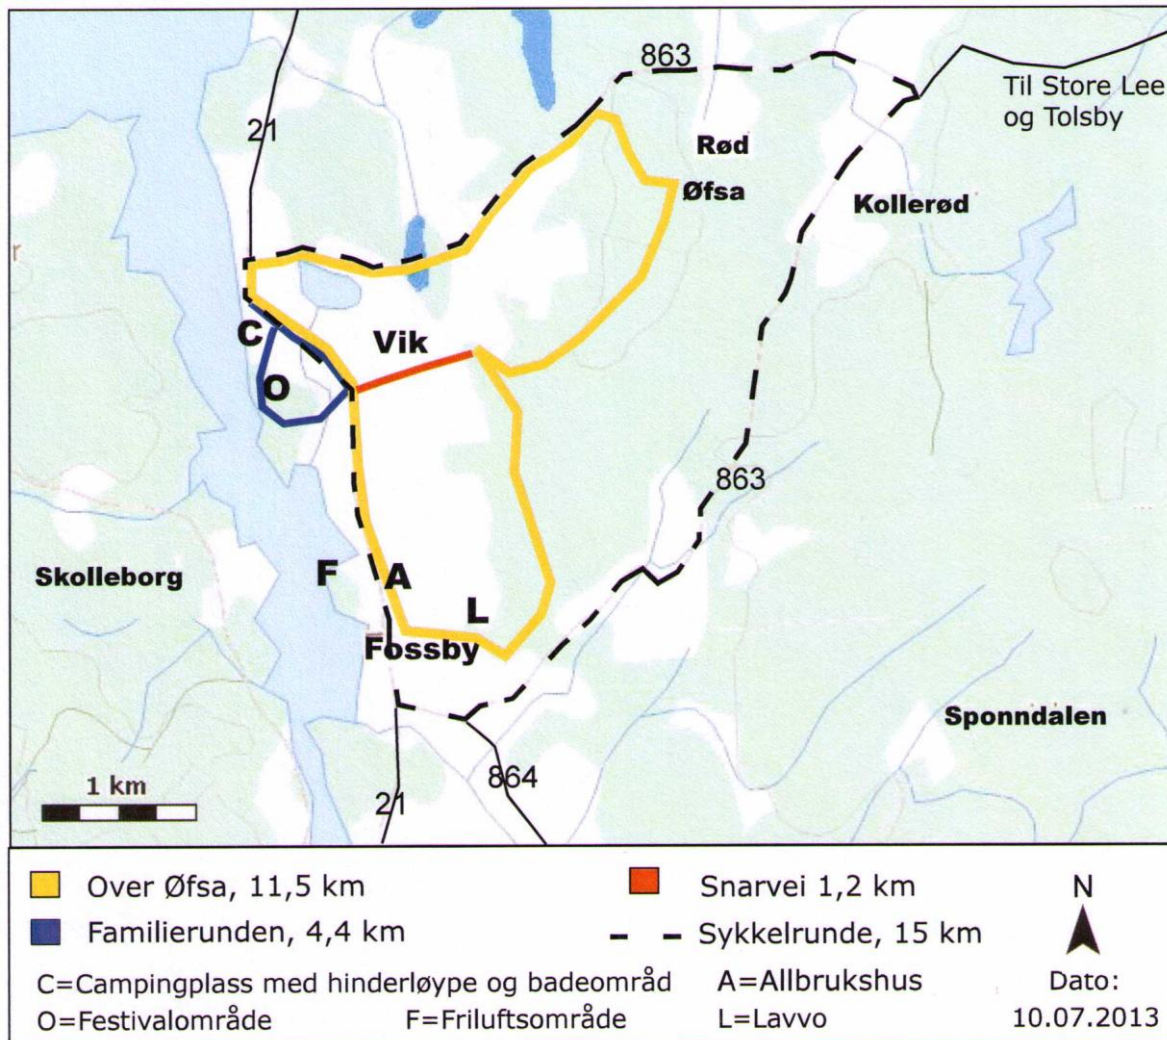 863
Til Store Lee
og Tolsby
21
Rød
Øfsa
Kollerød
r
C
Vik
O
863
Skolleborg
F
A
L
Fossby
Sponndalen
1 km
864
21
Over Øfsa, 11,5 km
Snarvei 1,2 km
N
Familierunden, 4,4 km
Sykkelrunde, 15 km
C=Campingplass med hinderløype og badeområd
A=Allbrukshus
Dato:
O=Festivalområde
F=Friluftsområde
L=Lavvo
10.07.2013